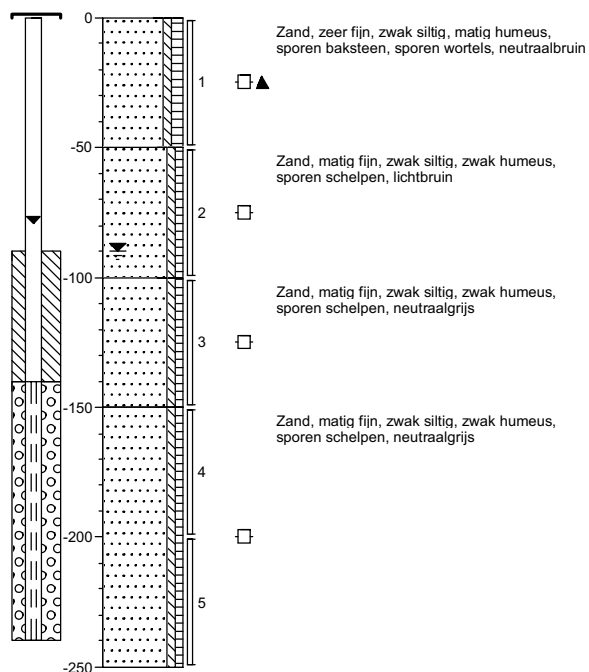 0
Zand, zeer fijn, zwak siltig, matig humeus,
sporen baksteen, sporen wortels, neutraalbruin
1
-50
Zand, matig fijn, zwak siltig, zwak humeus,
sporen schelpen, lichtbruin
2
-100
Zand, matig fijn, zwak siltig, zwak humeus,
sporen schelpen, neutraalgrijs
3
-150
Zand, matig fijn, zwak siltig, zwak humeus,
sporen schelpen, neutraalgrijs
4
-200
5
-250